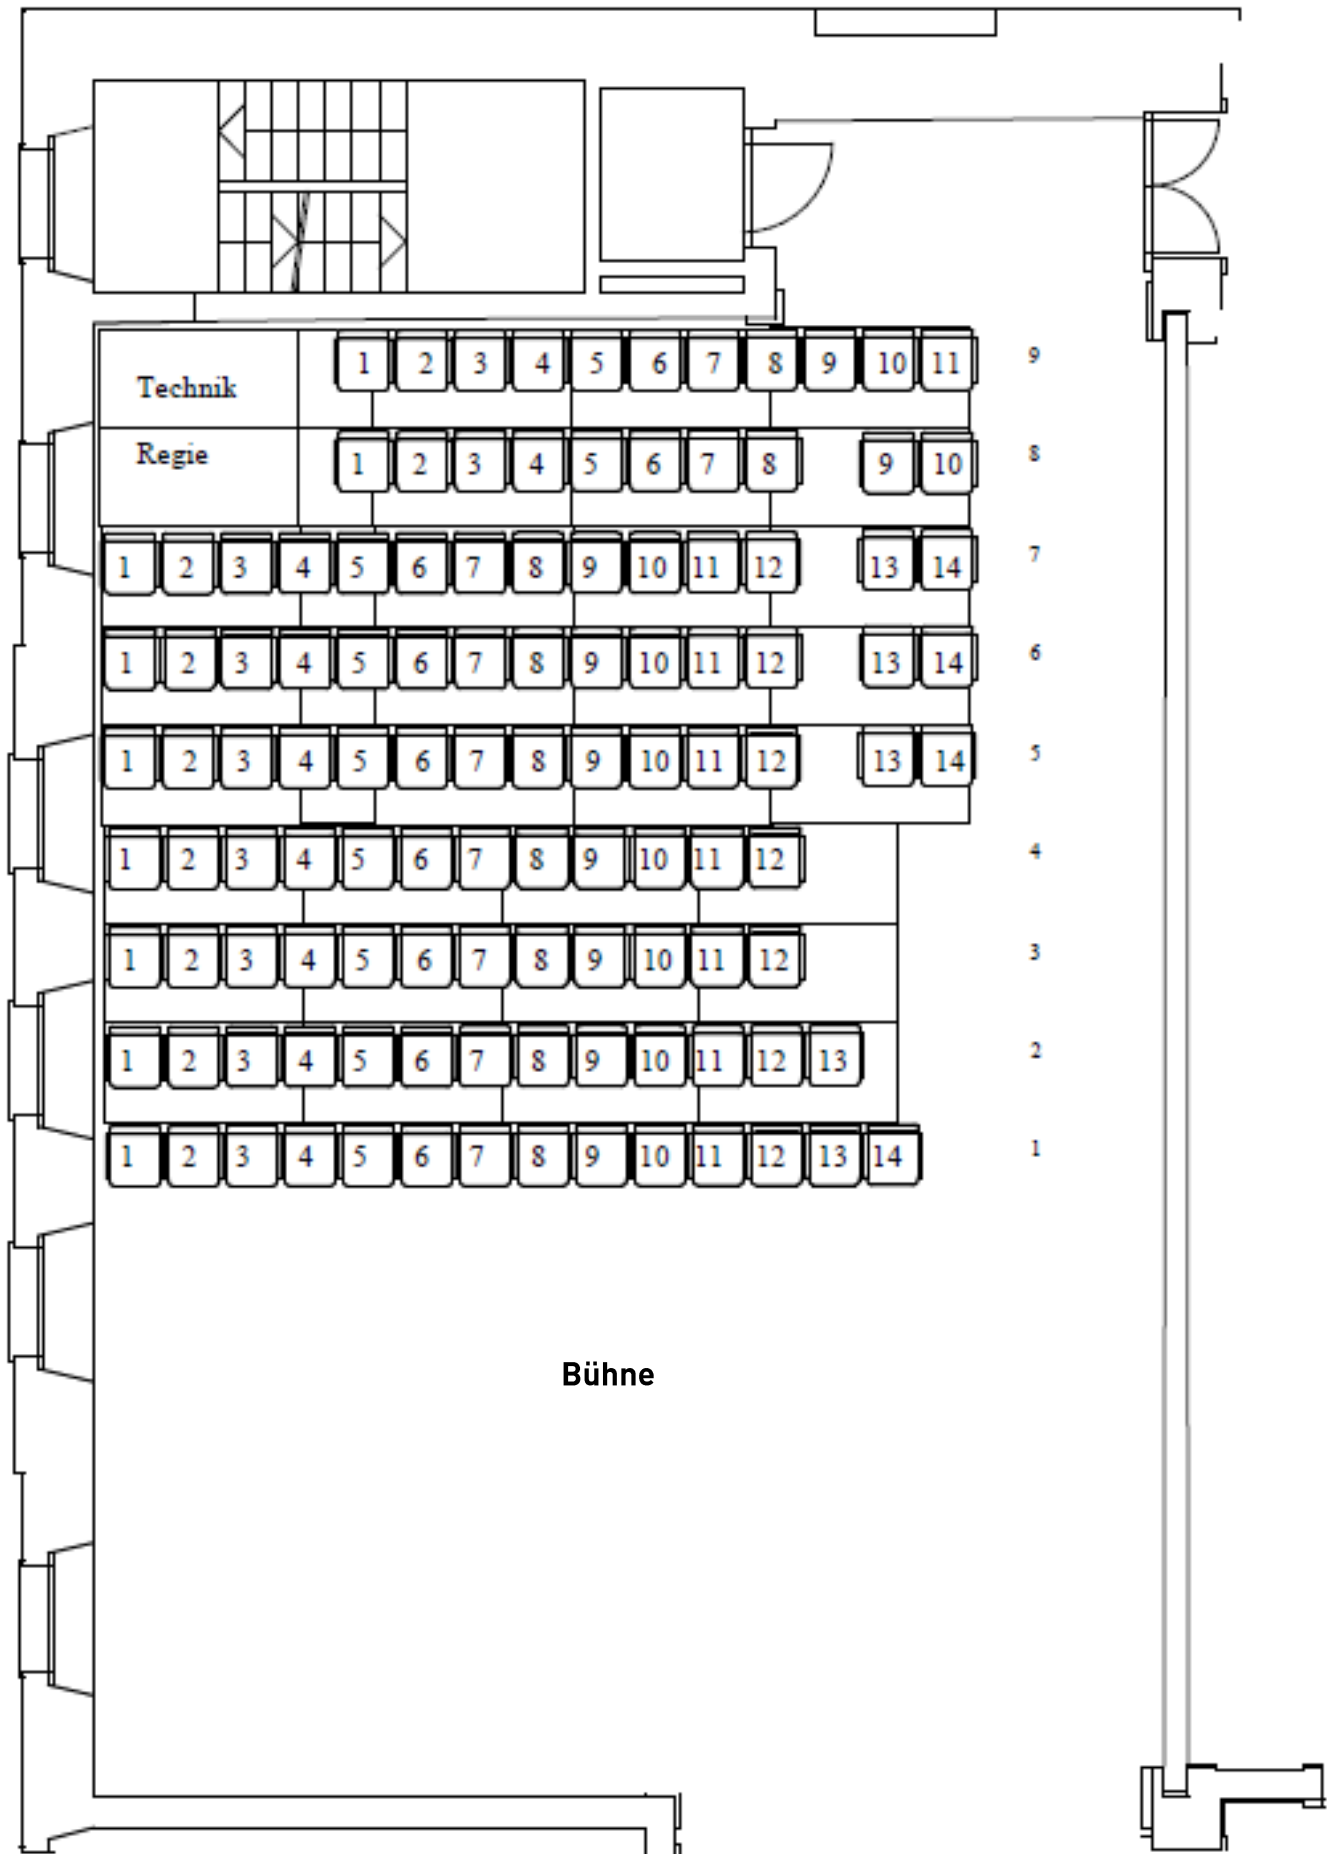 1 2 3 4 5 6 7 8 9 10 11 9
Technik
1 2 3 4 5 6 7 8 9 10 8
Regie
1 2 3 4 5 6 7 8 9 10 11 12 13 14 7
1 2 3 4 5 6 7 8 9 10 11 12 13 14 6
1 2 3 4 5 6 7 8 9 10 11 12 13 14 5
1 2 3 4 5 6 7 8 9 10 11 12 4
1 2 3 4 5 6 7 8 9 10 11 12 3
1 2 3 4 5 6 7 8 9 10 11 12 13 2
1 2 3 4 5 6 7 8 9 10 11 12 13 14 1
Bühne